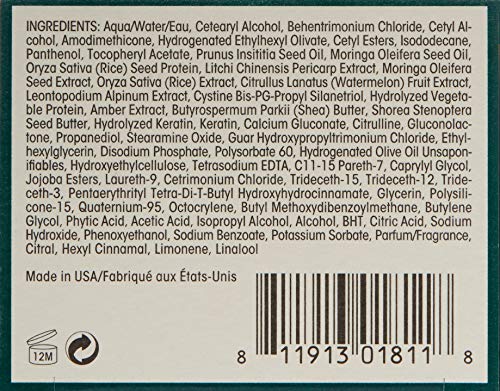 INGREDIENTS: Aqua/Water/Eau, Cetearyl Alcohol, Behentrimonium Chloride, Cetyl Al-
cohol, Amodimethicone, Hydrogenated Ethylhexyl Olivate, Cetyl Esters, Isododecane,
Panthenol, Tocopheryl Acetate, Prunus Insititia Seed Oil, Moringa Oleifera Seed Oil,
Oryza Sativa (Rice) Seed Protein, Litchi Chinensis Pericarp Extract, Moringa Oleifera
Seed Extract, Oryza Sativa (Rice) Extract, Citrullus Lanatus (Watermelon) Fruit Extract,
Leontopodium Alpinum Extract, Cystine Bis-PG-Propyl Silanetriol, Hydrolyzed Vegeta-
ble Protein, Amber Extract, Butyrospermum Parkii (Shea) Butter, Shorea Stenoptera
Seed Butter, Hydrolyzed Keratin, Keratin, Calcium Gluconate, Citrulline, Gluconolac-
tone, Propanediol, Stearamine Oxide, Guar Hydroxypropyltrimonium Chloride, Eth-
ylhexylglycerin, Disodium Phosphate, Polysorbate 60, Hydrogenated Olive Oil Unsapon-
ifiables, Hydroxyethylcellulose, Tetrasodium EDTA, C11-15 Pareth-7, Caprylyl Glycol,
Jojoba Esters, Laureth-9, Cetrimonium Chloride, Trideceth-15, Trideceth-12, Tridce-
th-3, Pentaerythrityl Tetra-Di-T-Butyl Hydroxyhydrocinnamate, Glycerin, Polysili-
cone-15, Quaternium-95, Octocrylene, Butyl Methoxydibenzoylmethane, Butylene
Glycol, Phytic Acid, Acetic Acid, Isopropyl Alcohol, Alcohol, BHT, Citric Acid, Sodium
Hydroxide, Phenoxyethanol, Sodium Benzoate, Potassium Sorbate, Parfum/Fragrance,
Citral, Hexyl Cinnamal, Limonene, Linalool
Made in USA/Fabriqué aux États-Unis
12M
8 11913 01811 8